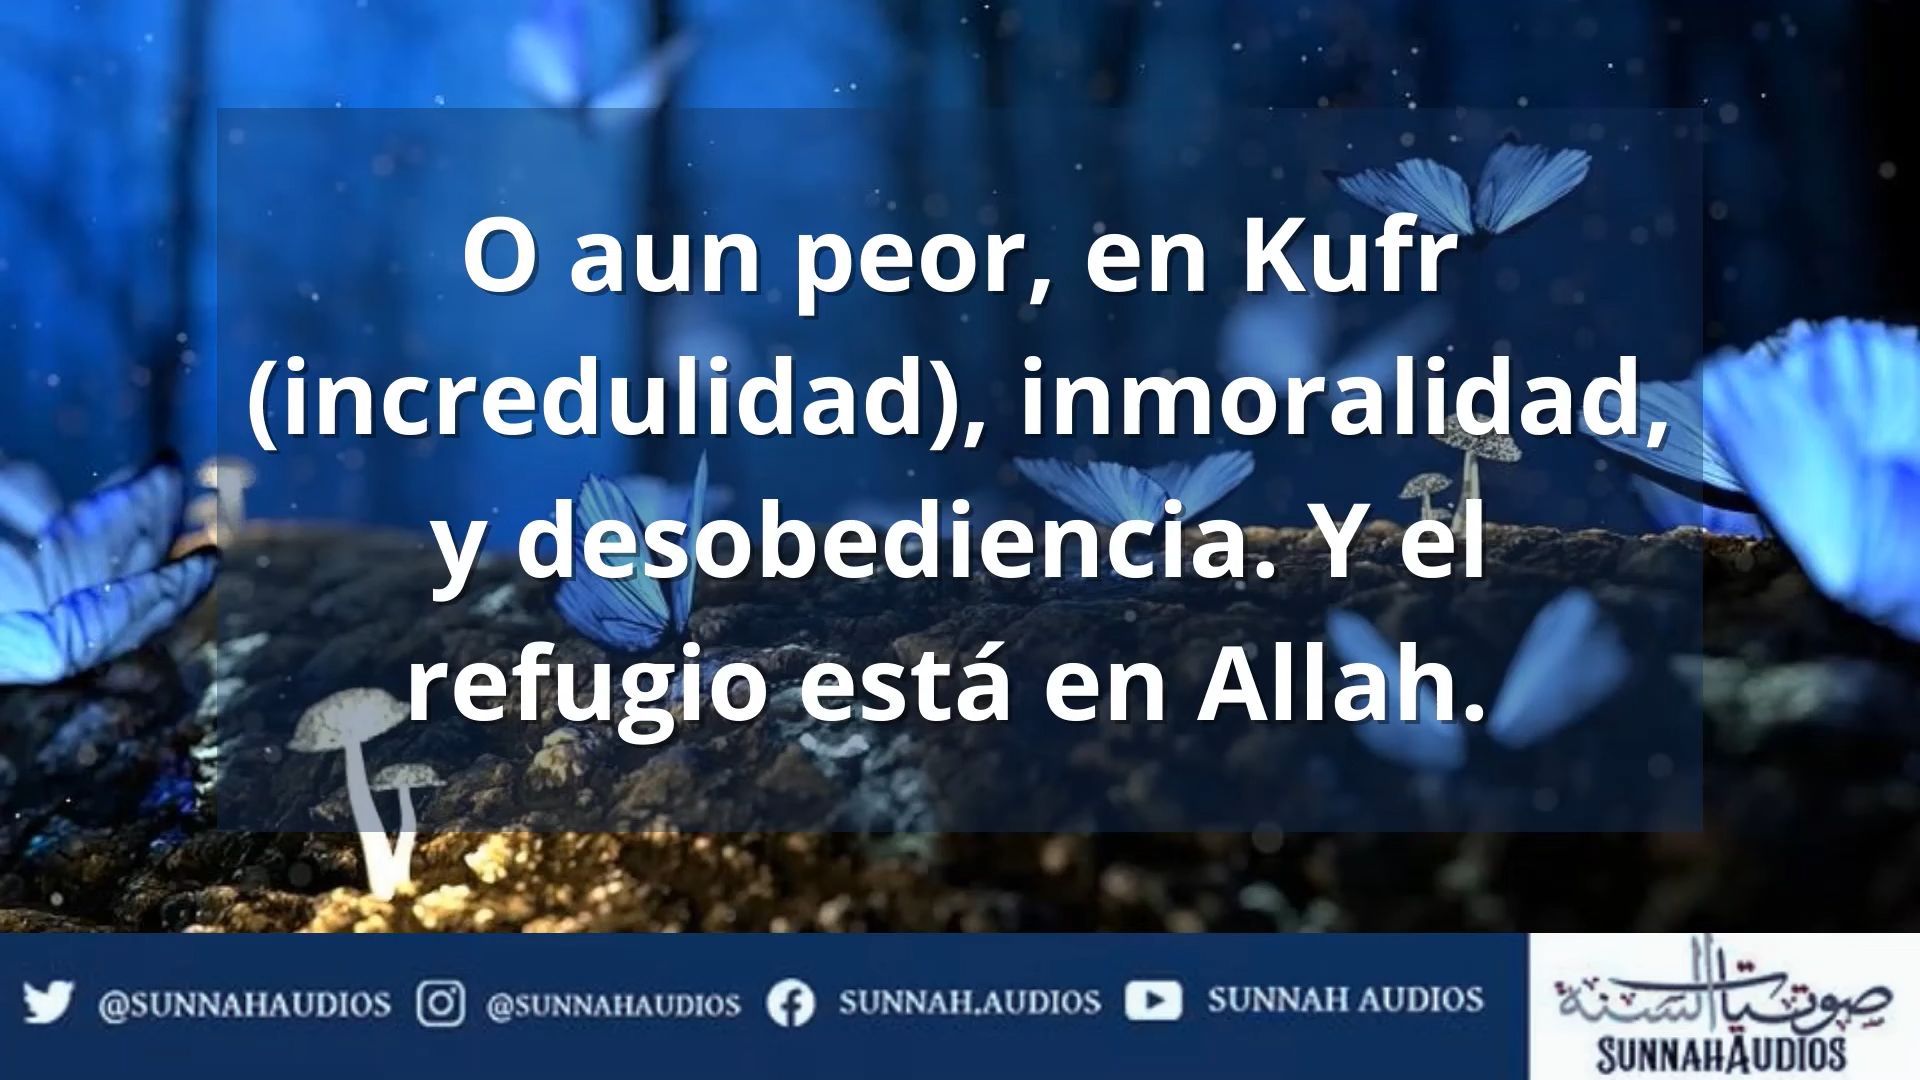 O aun peor, en Kufr
(incredulidad), inmoralidad,
y desobediencia. Y el
refugio está en Allah.
@SUNNAHAUDIOS @SUNNAHAUDIOS SUNNAH.AUDIOS SUNNAH AUDIOS
صوتيات السنة
SUNNAHAUDIOS